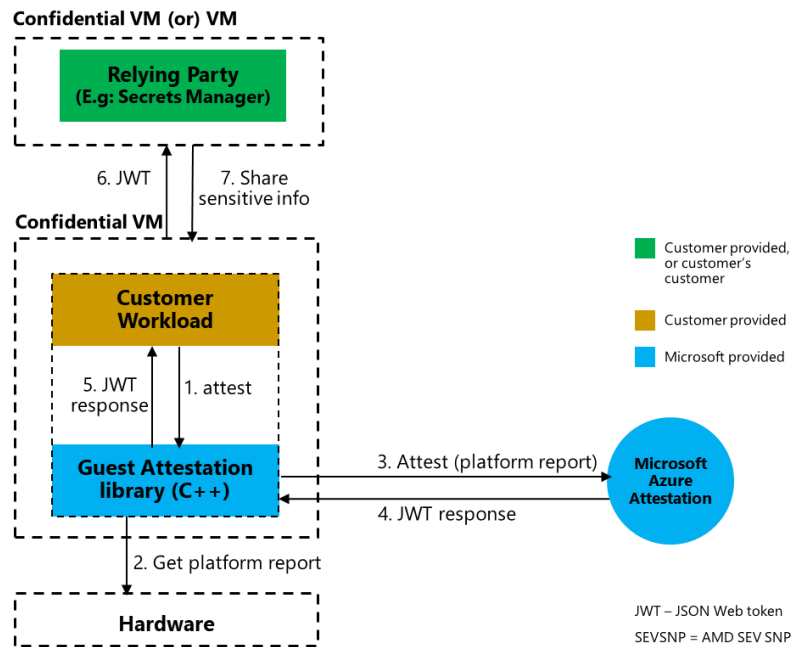 Confidential VM (or) VM
Relying Party
(E.g: Secrets Manager)
6. JWT
7. Share
sensitive info
Confidential VM
Customer
Workload
5. JWT
response
1. attest
Guest Attestation
library (C++)
3. Attest (platform report)
4. JWT response
Microsoft
Azure
Attestation
2. Get platform report
Hardware
Customer provided,
or customer's
customer
Customer provided
Microsoft provided
JWT – JSON Web token
SEVSNP = AMD SEV SNP